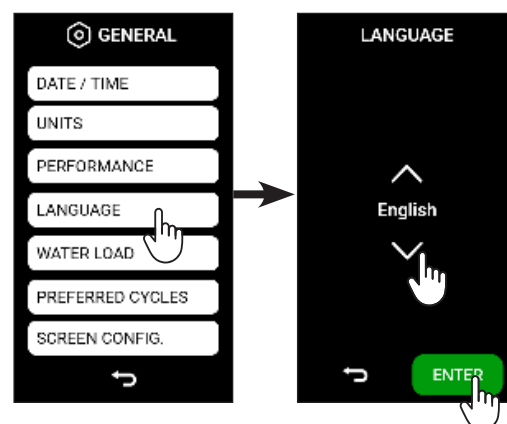 GENERAL
DATE / TIME
UNITS
PERFORMANCE
LANGUAGE
WATER LOAD
PREFERRED CYCLES
SCREEN CONFIG.
LANGUAGE
English
ENTER